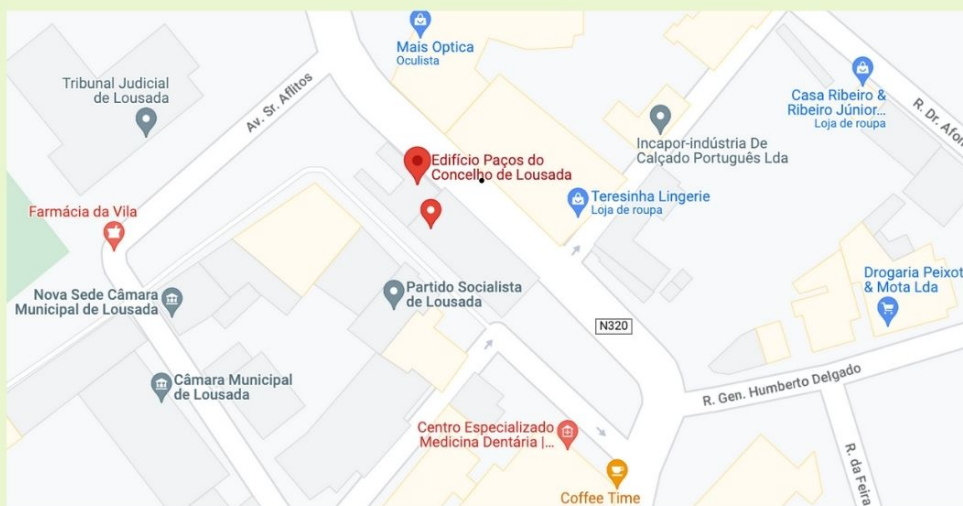 Mais Optica
Oculista
Tribunal Judicial
de Lousada
Av. Sr. Aflitos
Casa Ribeiro &
Ribeiro Júnior...
Loja de roupa
R. Dr. Afon
Incapor-indústria De
Calçado Português Lda
Edifício Paços do
Concelho de Lousada
Teresinha Lingerie
Loja de roupa
Farmácia da Vila
Nova Sede Câmara
Municipal de Lousada
Partido Socialista
de Lousada
Drogaria Peixot
& Mota Lda
N320
Câmara Municipal
de Lousada
R. Gen. Humberto Delgado
Centro Especializado
Medicina Dentária |...
R. da Feira
Coffee Time